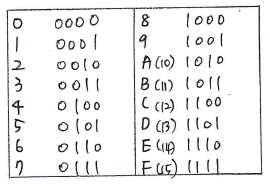 0 0000 8 1000
1 0001 9 1001
2 0010 A (10) 1010
3 0011 B (11) 1011
4 0100 C (12) 1100
5 0101 D (13) 1101
6 0110 E (14) 1110
7 0111 F (15) 1111